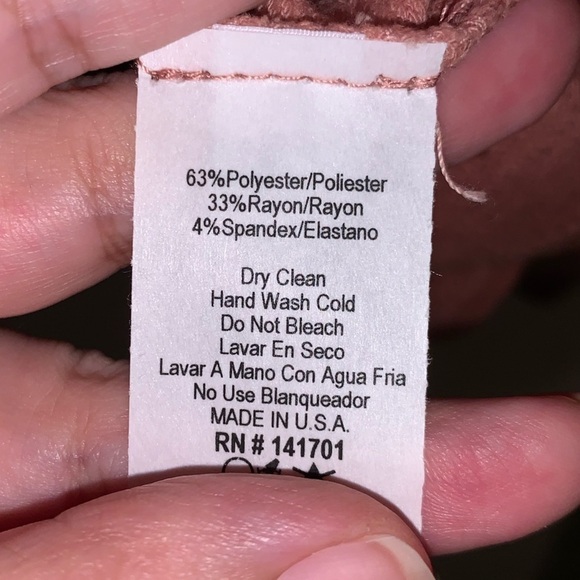 63%Polyester/Poliester
33%Rayon/Rayon
4%Spandex/Elastano
Dry Clean
Hand Wash Cold
Do Not Bleach
Lavar En Seco
Lavar A Mano Con Agua Fria
No Use Blanqueador
MADE IN U.S.A.
RN # 141701